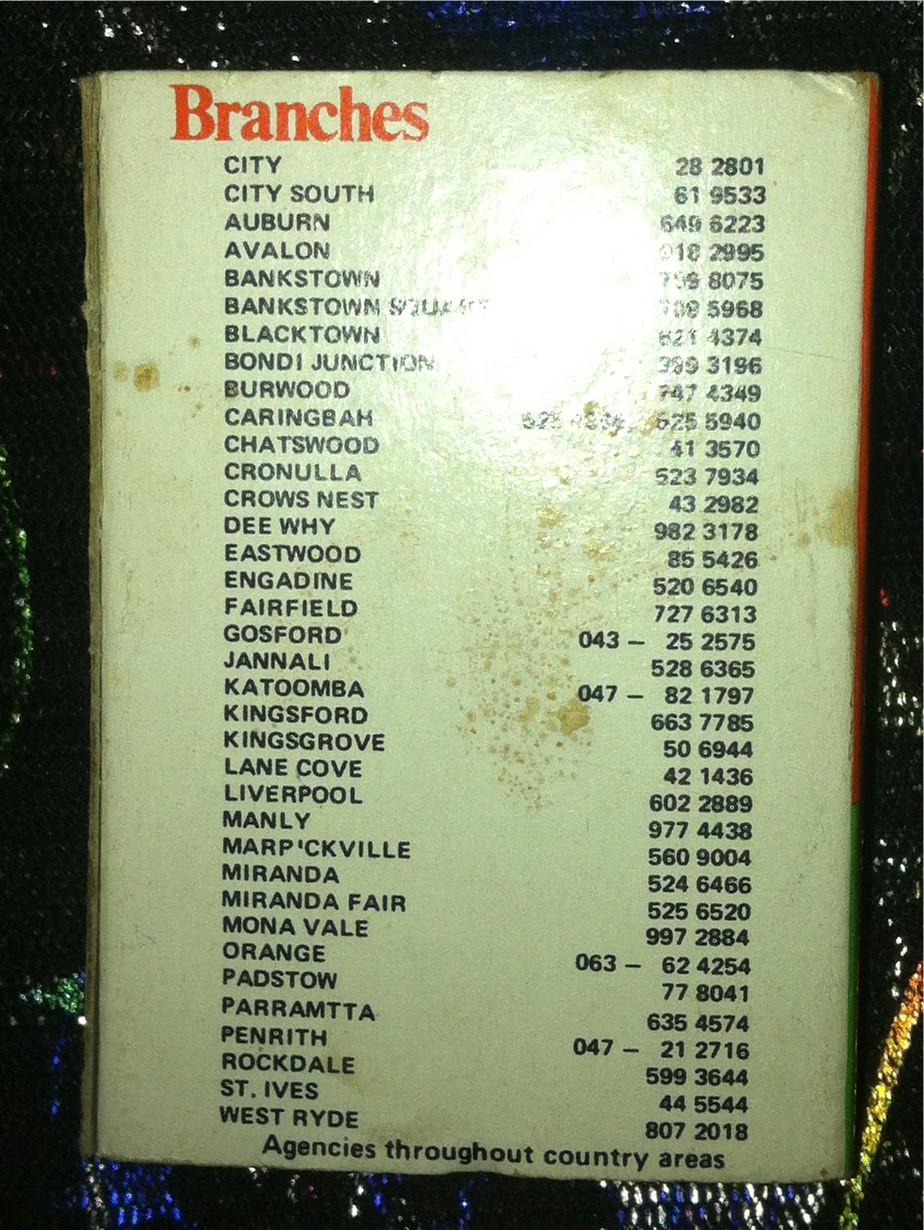 Branches
CITY 28 2801
CITY SOUTH 61 9533
AUBURN 649 6223
AVALON 918 2995
BANKSTOWN 709 8075
BANKSTOWN SQUARE 5968
BLACKTOWN 621 4374
BONDI JUNCTION 389 3196
BURWOOD 747 4349
CARINGBAH 525 5940
CHATSWOOD 41 3570
CRONULLA 523 7934
CROWS NEST 43 2982
DEE WHY 982 3178
EASTWOOD 85 5426
ENGADINE 520 6540
FAIRFIELD 727 6313
GOSFORD 043 – 25 2575
JANNALI 528 6365
KATOOMBA 047 – 82 1797
KINGSFORD 663 7785
KINGSGROVE 50 6944
LANE COVE 42 1436
LIVERPOOL 602 2889
MANLY 977 4438
MARP'CKVILLE 560 9004
MIRANDA 524 6466
MIRANDA FAIR 525 6520
MONA VALE 997 2884
ORANGE 063 – 62 4254
PADSTOW 77 8041
PARRAMTTA 635 4574
PENRITH 047 – 21 2716
ROCKDALE 599 3644
ST. IVES 44 5544
WEST RYDE 807 2018
Agencies throughout country areas